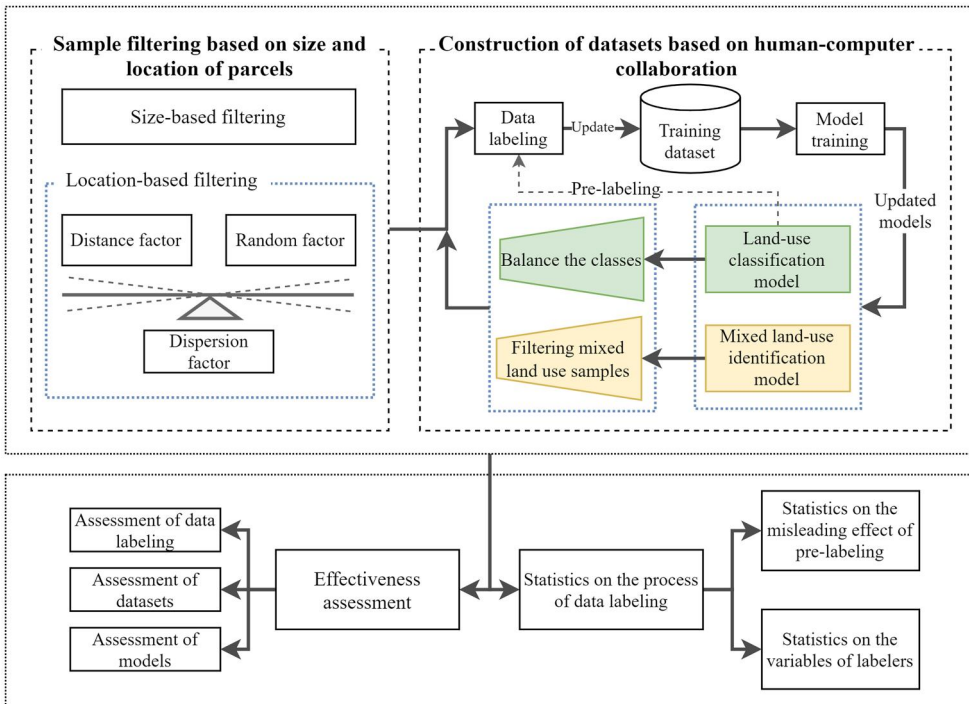 Sample filtering based on size and
location of parcels
Size-based filtering
Location-based filtering
Distance factor
Random factor
Dispersion
factor
Construction of datasets based on human-computer
collaboration
Data
labeling
Update
Training
dataset
Model
training
Pre-labeling
Updated
models
Balance the classes
Land-use
classification
model
Filtering mixed
land use samples
Mixed land-use
identification
model
Assessment of data
labeling
Assessment of
datasets
Assessment of
models
Effectiveness
assessment
Statistics on the process
of data labeling
Statistics on the
misleading effect of
pre-labeling
Statistics on the
variables of labelers